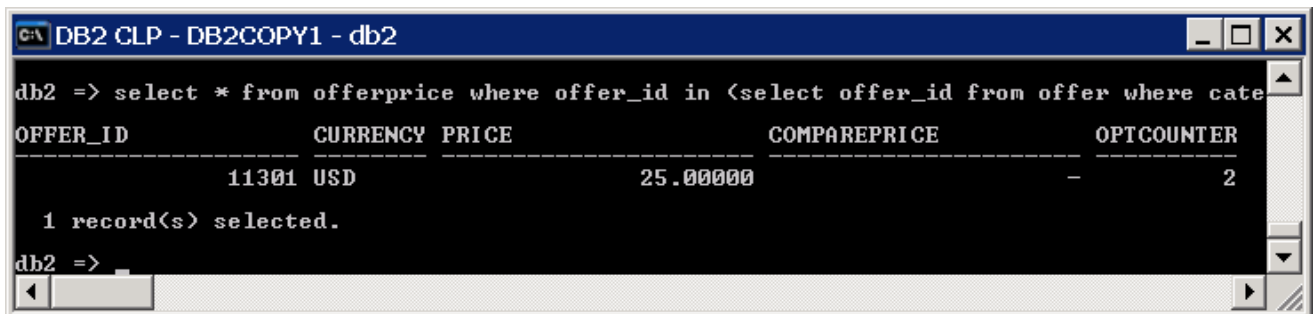 DB2 CLP - DB2COPY1 - db2
db2 => select * from offerprice where offer_id in (select offer_id from offer where cate
OFFER_ID CURRENCY PRICE COMPAREPRICE OPTCOUNTER
-------------------- -------- ---------------------- ---------------------- ----------
11301 USD 25.00000 - 2
1 record(s) selected.
db2 => _